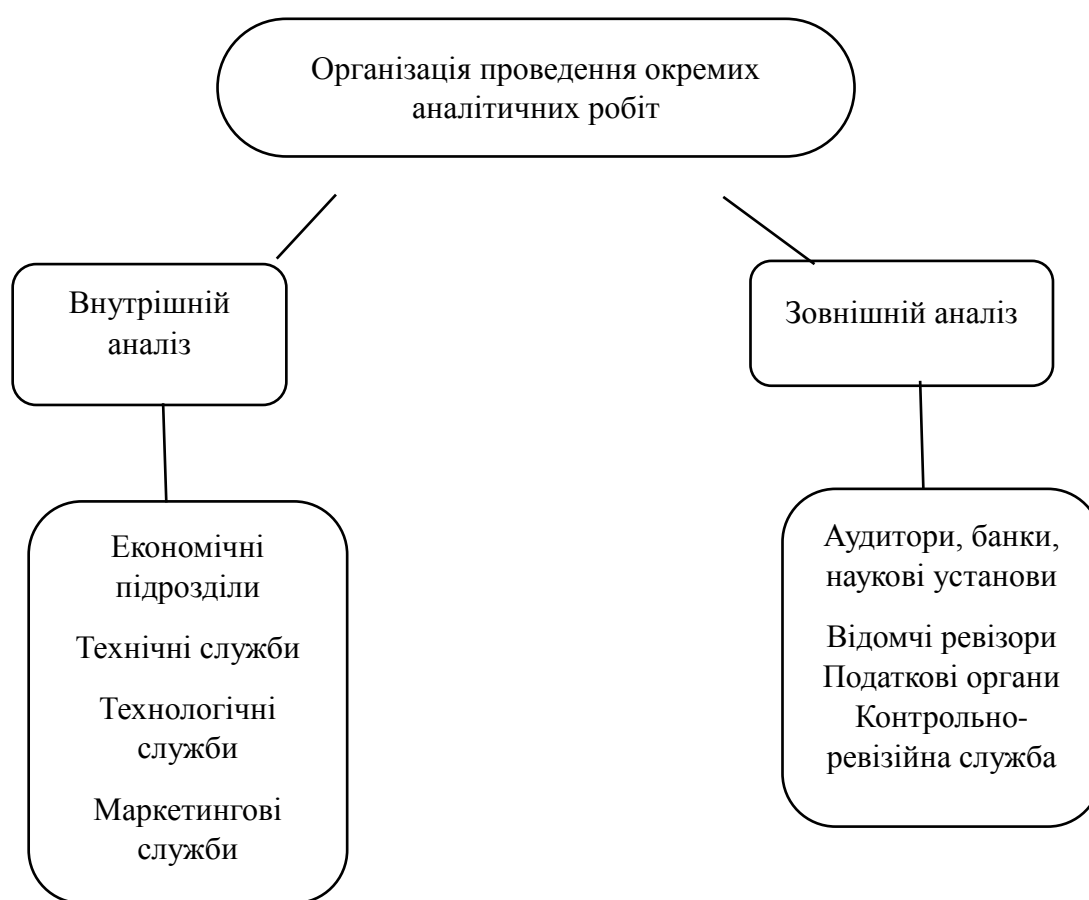 Організація проведення окремих
аналітичних робіт
Внутрішній
аналіз
Зовнішній аналіз
Економічні
підрозділи
Технічні служби
Технологічні
служби
Маркетингові
служби
Аудитори, банки,
наукові установи
Відомчі ревізори
Податкові органи
Контрольно-
ревізійна служба